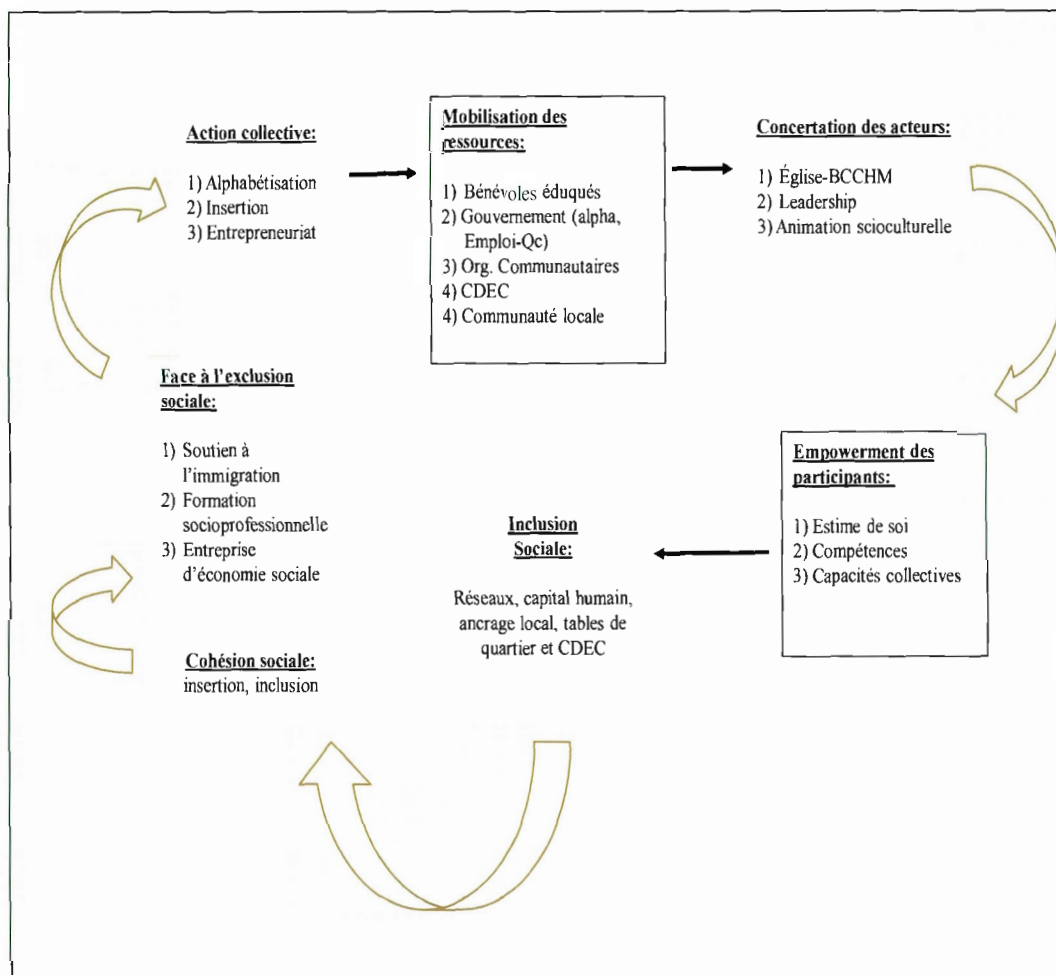 Action collective:
1) Alphabétisation
2) Insertion
3) Entrepreneuriat
Mobilisation des
ressources:
1) Bénévoles éduqués
2) Gouvernement (alpha,
Emploi-Qc)
3) Org. Communautaires
4) CDEC
4) Communauté locale
Concertation des acteurs:
1) Église-BCCHM
2) Leadership
3) Animation scioculturelle
Empowerment des
participants:
1) Estime de soi
2) Compétences
3) Capacités collectives
Inclusion
Sociale:
Réseaux, capital humain,
ancrage local, tables de
quartier et CDEC
Cohésion sociale:
insertion, inclusion
Face à l'exclusion
sociale:
1) Soutien à
l'immigration
2) Formation
socioprofessionnelle
3) Entreprise
d'économie sociale